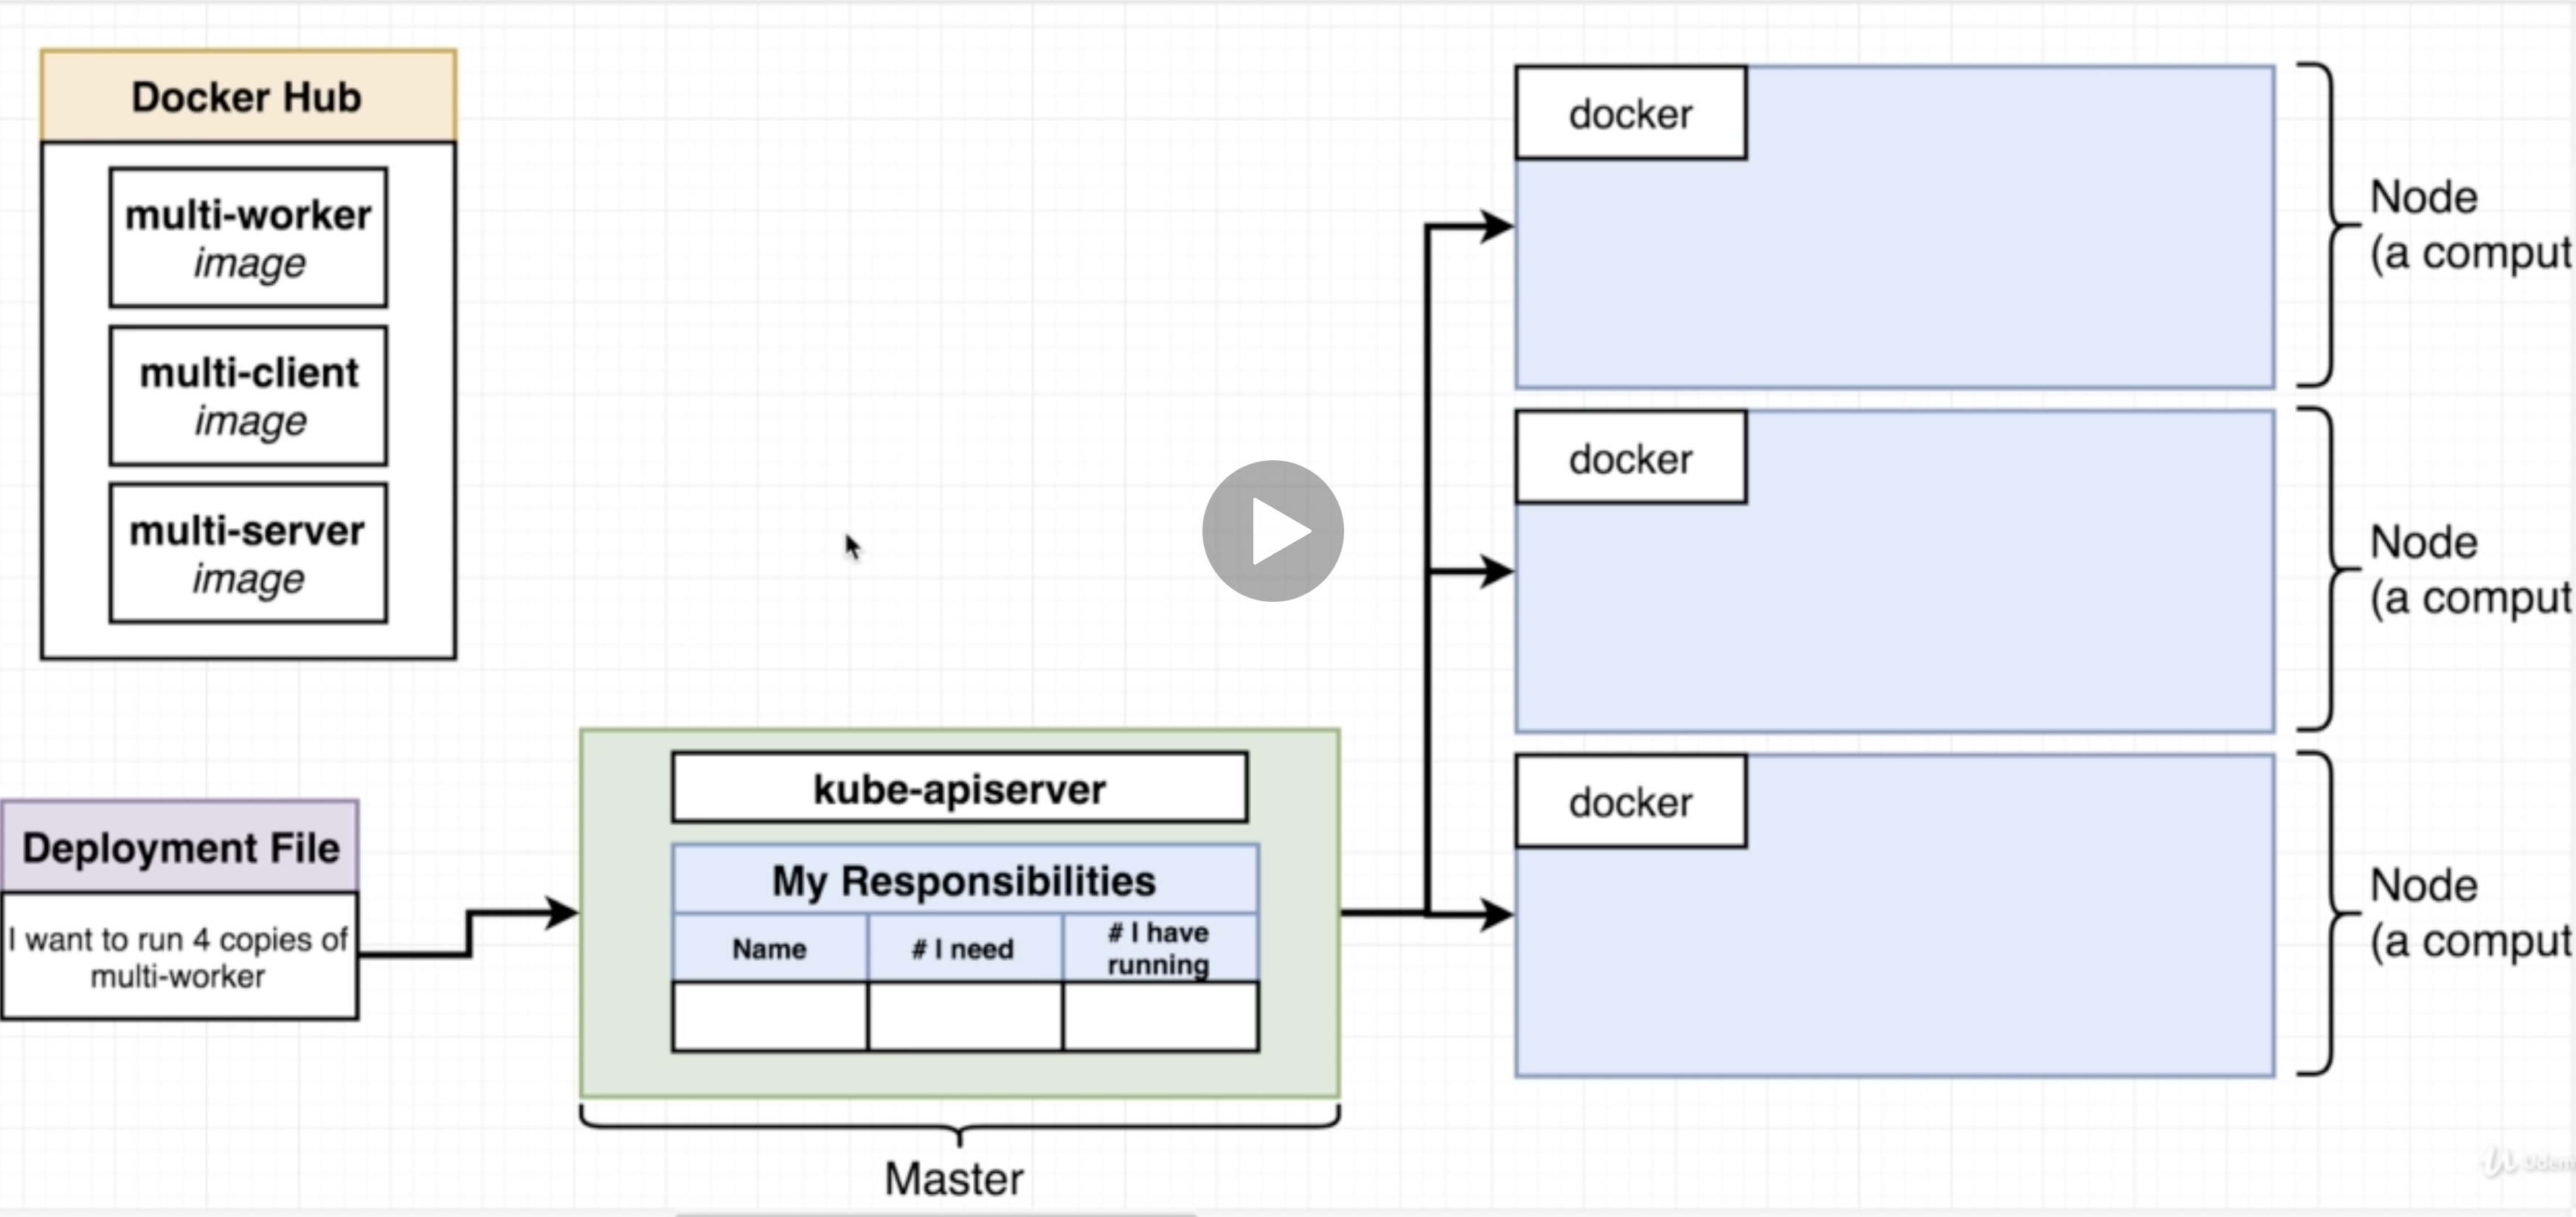 Docker Hub
multi-worker
image
multi-client
image
multi-server
image
Deployment File
I want to run 4 copies of
multi-worker
kube-apiserver
My Responsibilities
Name
# I need
# I have
running
Master
docker
Node
(a comput
docker
Node
(a comput
docker
Node
(a comput
Udem